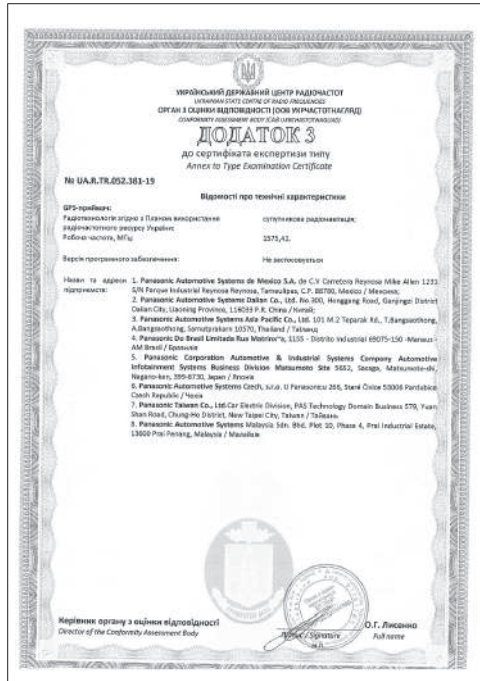 УКРАЇНСЬКИЙ ДЕРЖАВНИЙ ЦЕНТР РАДІОЧАСТОТ
UKRAINIAN STATE CENTRE OF RADIO FREQUENCIES
ОРГАН З ОЦІНКИ ВІДПОВІДНОСТІ (ООВ УКРЧАСТОТНАГЛЯД)
CONFORMITY ASSESSMENT BODY (CAB UCRCHASTOTNAGLIAD)
ДОДАТОК 3
до сертифіката експертизи типу
Annex to Type Examination Certificate
№ UA.R.TR.052.381-19
Відомості про технічні характеристики
GPS-приймач:
Радіотехнологія згідно з Планом використання радіочастотного ресурсу України: супутникова радіонавігація;
Робоча частота, МГц: 1575,42.
Версія програмного забезпечення: Не застосовується
Назви та адреси підприємств:
1. Panasonic Automotive Systems de Mexico S.A. de C.V Carretera Reynosa Mike Allen 1231
S/N Parque Industrial Reynosa Reynosa, Tamaulipas, C.P. 88780, Mexico / Мексика;
2. Panasonic Automotive Systems Dalian Co., Ltd. No.300, Honggang Road, Ganjingzi District
Dalian City, Liaoning Province, 116033 P.R. China / Китай;
3. Panasonic Automotive Systems Asia Pacific Co., Ltd. 101 M.2 Teparak Rd., T.Bangsaothong,
A.Bangsaothong, Samutprakarn 10570, Thailand / Таїланд
4. Panasonic Do Brasil Limitada Rua Matrinx"a, 1155 - Distrito Industrial 69075-150 -Manaus -
AM Brasil / Бразилія
5. Panasonic Corporation Automotive & Industrial Systems Company Automotive
Infotainment Systems Business Division Matsumoto Site 5652, Sasaga, Matsumoto-shi,
Nagano-ken, 399-8730, Japan / Японія
6. Panasonic Automotive Systems Czech, s.r.o. U Panasonicu 266, Staré Čívice 53006 Pardubice
Czech Republic / Чехія
7. Panasonic Taiwan Co., Ltd.Car Electric Division, PAS Technology Domain Business 579, Yuan
Shan Road, Chung-Ho District, New Taipei City, Taiwan / Тайвань
8. Panasonic Automotive Systems Malaysia Sdn. Bhd. Plot 10, Phase 4, Prai Industrial Estate,
13600 Prai Penang, Malaysia / Малайзія
Керівник органу з оцінки відповідності
Director of the Conformity Assessment Body
Підпис / Signature
М.П.
О.Г. Лисенко
Full name